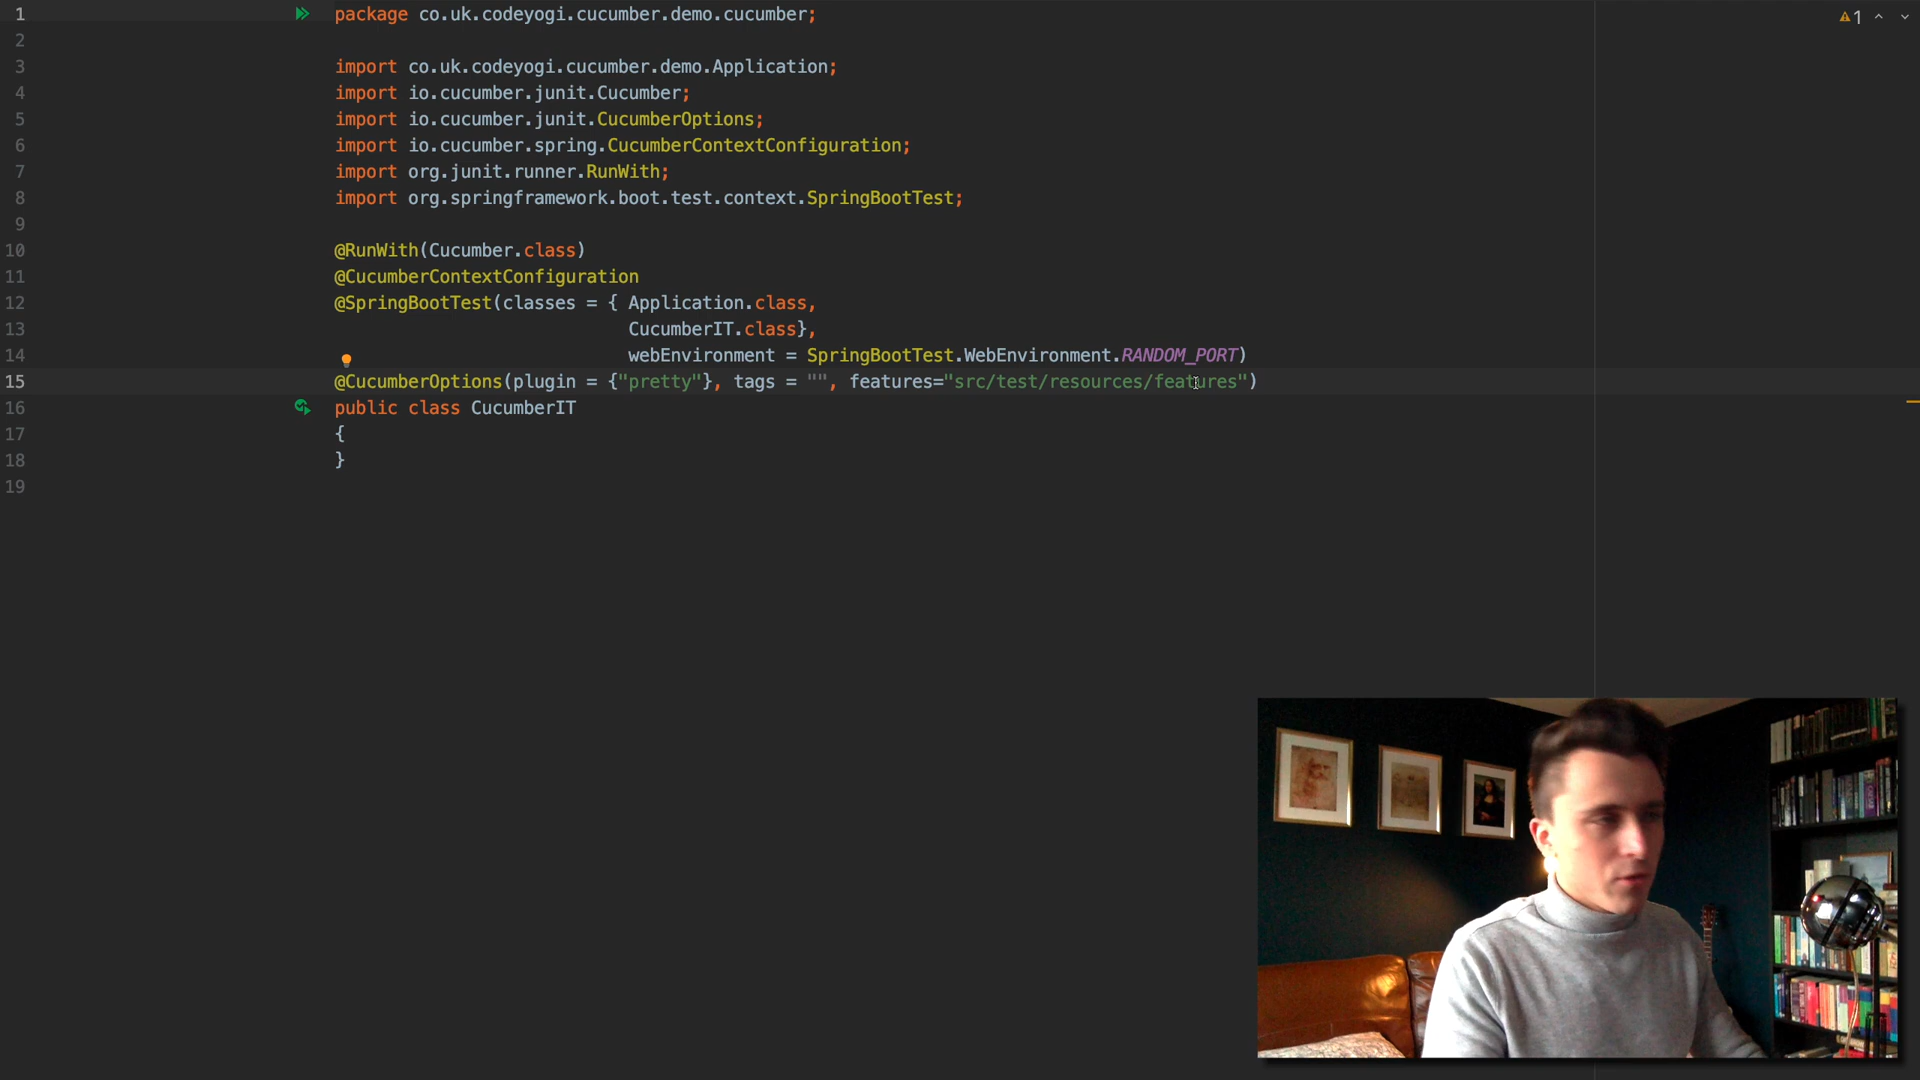 1 package co.uk.codeyogi.cucumber.demo.cucumber; 1
2
3 import co.uk.codeyogi.cucumber.demo.Application;
4 import io.cucumber.junit.Cucumber;
5 import io.cucumber.junit.CucumberOptions;
6 import io.cucumber.spring.CucumberContextConfiguration;
7 import org.junit.runner.RunWith;
8 import org.springframework.boot.test.context.SpringBootTest;
9
10 @RunWith(Cucumber.class)
11 @CucumberContextConfiguration
12 @SpringBootTest(classes = { Application.class,
13 CucumberIT.class},
14 webEnvironment = SpringBootTest.WebEnvironment.RANDOM_PORT)
15 @CucumberOptions(plugin = {"pretty"}, tags = "", features="src/test/resources/features")
16 public class CucumberIT
17 {
18 }
19